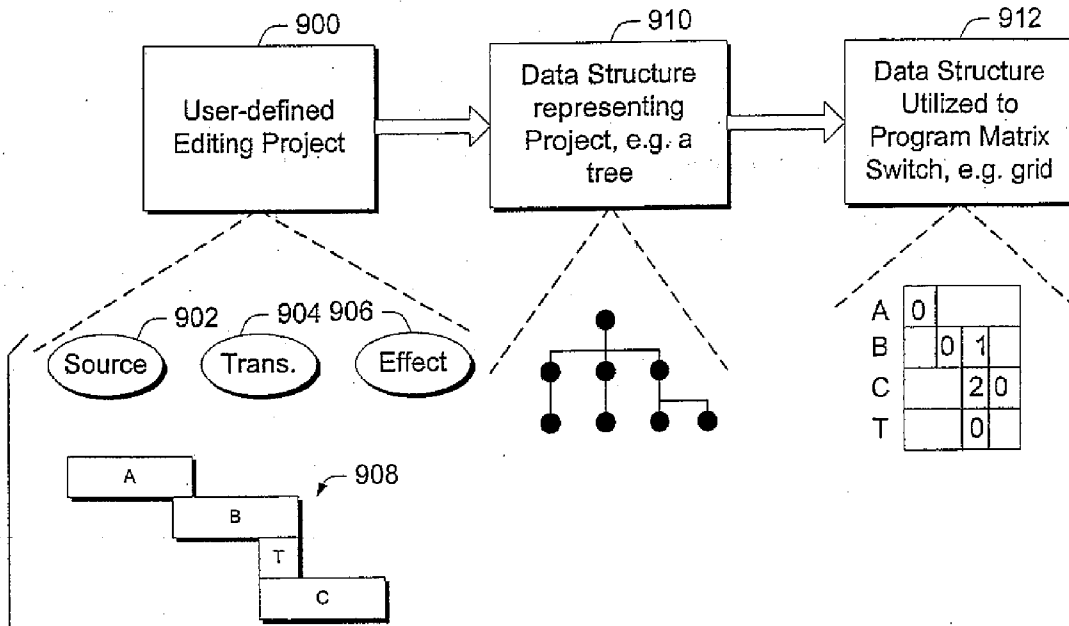 900
User-defined
Editing Project
910
Data Structure
representing
Project, e.g. a
tree
912
Data Structure
Utilized to
Program Matrix
Switch, e.g. grid
902
904
906
Source
Trans.
Effect
A
B
T
C
908
A 0
B 0 1
C 2 0
T 0